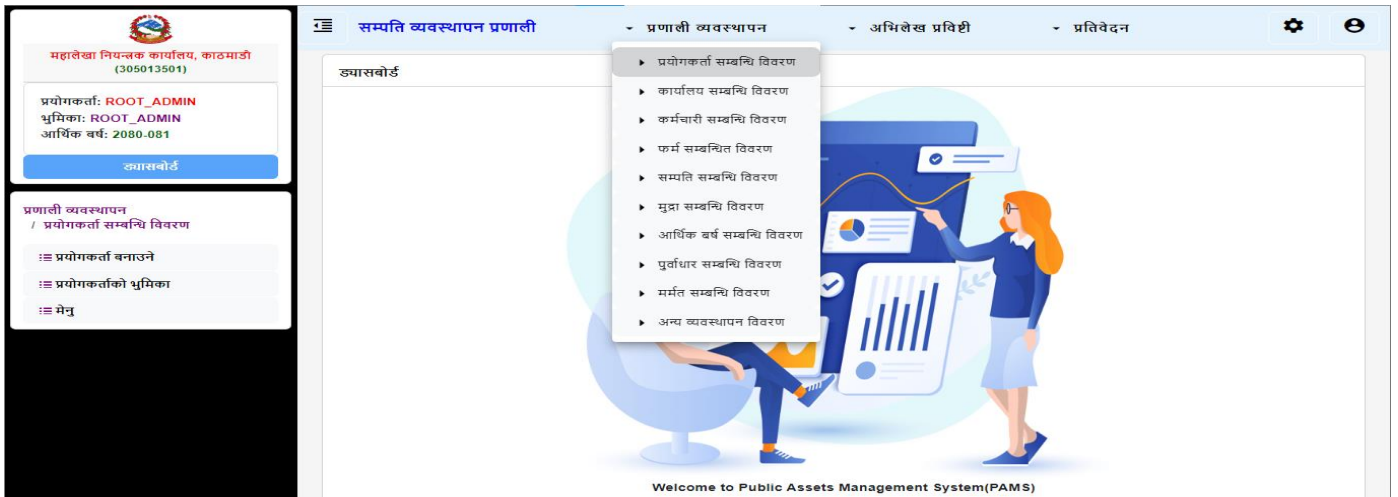 महालेखा नियन्त्रक कार्यालय, काठमाडौ
(305013501)
प्रयोगकर्ता: ROOT_ADMIN
भुमिका: ROOT_ADMIN
आर्थिक बर्ष: 2080-081
ड्यासबोर्ड
प्रणाली व्यवस्थापन
/ प्रयोगकर्ता सम्बन्धि विवरण
प्रयोगकर्ता बनाउने
प्रयोगकर्ताको भुमिका
मेनु
सम्पति व्यवस्थापन प्रणाली
प्रणाली व्यवस्थापन
अभिलेख प्रविष्टी
प्रतिवेदन
ड्यासबोर्ड
प्रयोगकर्ता सम्बन्धि विवरण
कार्यालय सम्बन्धि विवरण
कर्मचारी सम्बन्धि विवरण
फर्म सम्बन्धित विवरण
सम्पति सम्बन्धि विवरण
मुद्रा सम्बन्धि विवरण
आर्थिक बर्ष सम्बन्धि विवरण
पुर्वाधार सम्बन्धि विवरण
मर्मत सम्बन्धि विवरण
अन्य व्यवस्थापन विवरण
Welcome to Public Assets Management System(PAMS)